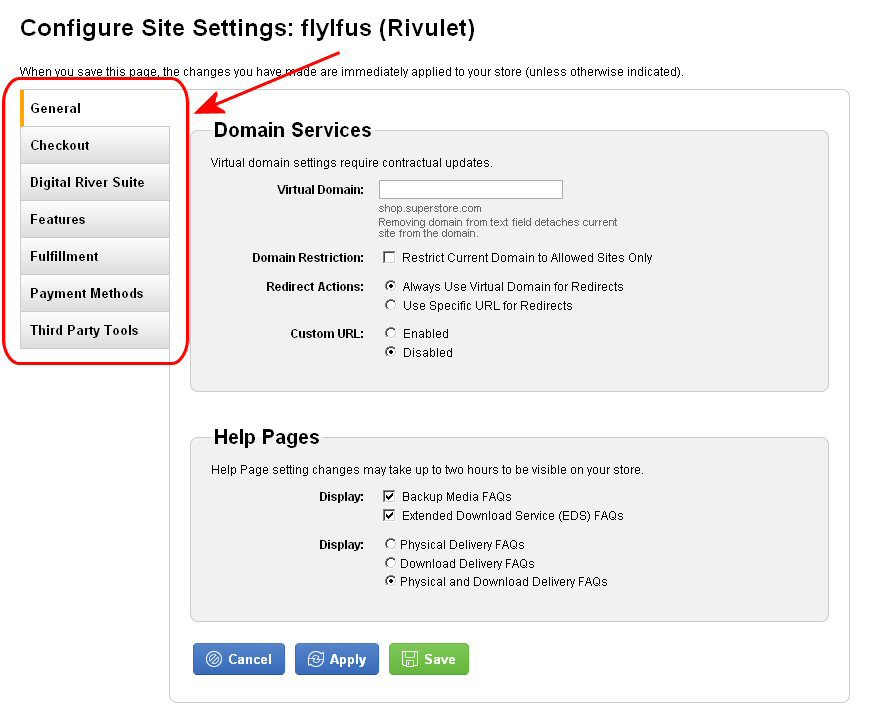 Configure Site Settings: flylfus (Rivulet)
When you save this page, the changes you have made are immediately applied to your store (unless otherwise indicated).
General
Checkout
Digital River Suite
Features
Fulfillment
Payment Methods
Third Party Tools
Domain Services
Virtual domain settings require contractual updates.
Virtual Domain:
shop.superstore.com
Removing domain from text field detaches current
site from the domain.
Domain Restriction: Restrict Current Domain to Allowed Sites Only
Redirect Actions: Always Use Virtual Domain for Redirects
Use Specific URL for Redirects
Custom URL: Enabled
Disabled
Help Pages
Help Page setting changes may take up to two hours to be visible on your store.
Display: Backup Media FAQs
Extended Download Service (EDS) FAQs
Display: Physical Delivery FAQs
Download Delivery FAQs
Physical and Download Delivery FAQs
Cancel Apply Save